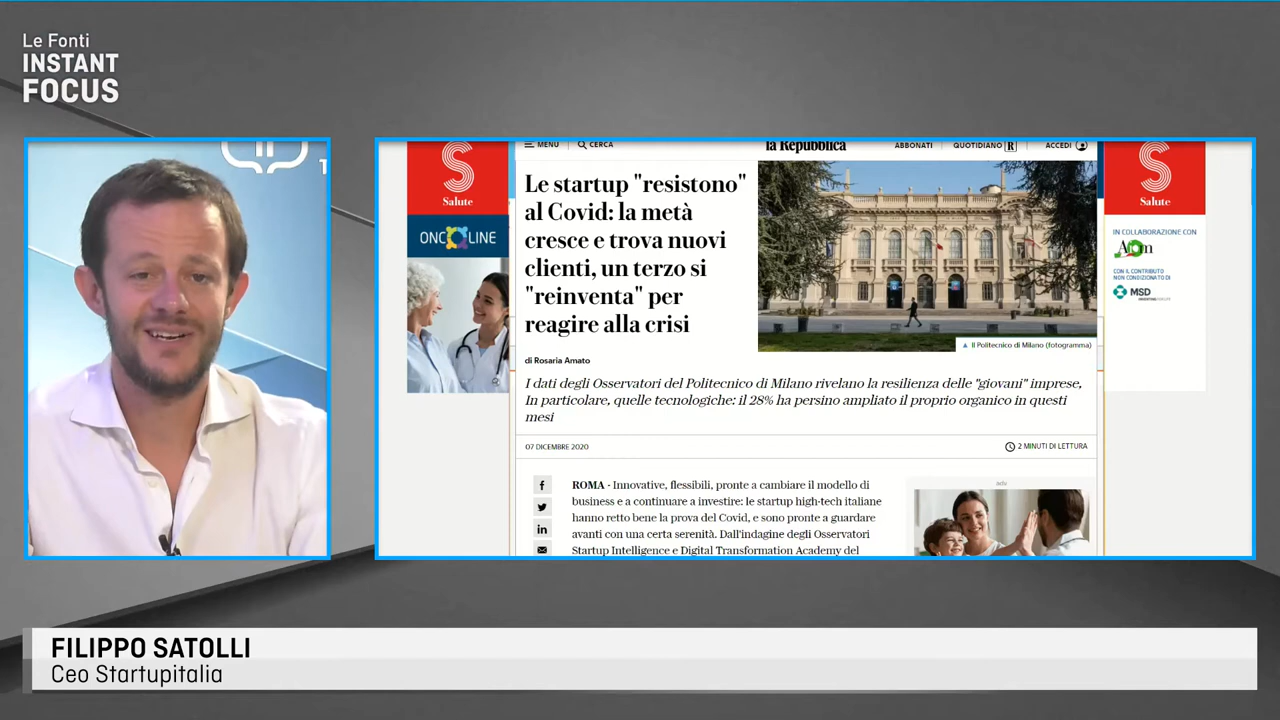 Le Fonti
INSTANT
FOCUS
1
S
Salute
ONCOLINE
MENU
CERCA
la Repubblica
ABBONATI
QUOTIDIANO R
ACCEDI
Le startup "resistono"
al Covid: la metà
cresce e trova nuovi
clienti, un terzo si
"reinventa" per
reagire alla crisi
Il Politecnico di Milano (fotogramma)
di Rosaria Amato
I dati degli Osservatori del Politecnico di Milano rivelano la resilienza delle "giovani" imprese,
In particolare, quelle tecnologiche: il 28% ha persino ampliato il proprio organico in questi
mesi
07 DICEMBRE 2020
2 MINUTI DI LETTURA
ROMA - Innovative, flessibili, pronte a cambiare il modello di
business e a continuare a investire: le startup high-tech italiane
hanno retto bene la prova del Covid, e sono pronte a guardare
avanti con una certa serenità. Dall'indagine degli Osservatori
Startup Intelligence e Digital Transformation Academy del
S
Salute
IN COLLABORAZIONE CON
CON IL CONTRIBUTO
NON CONDIZIONATO DI
MSD
FILIPPO SATOLLI
Ceo Startupitalia